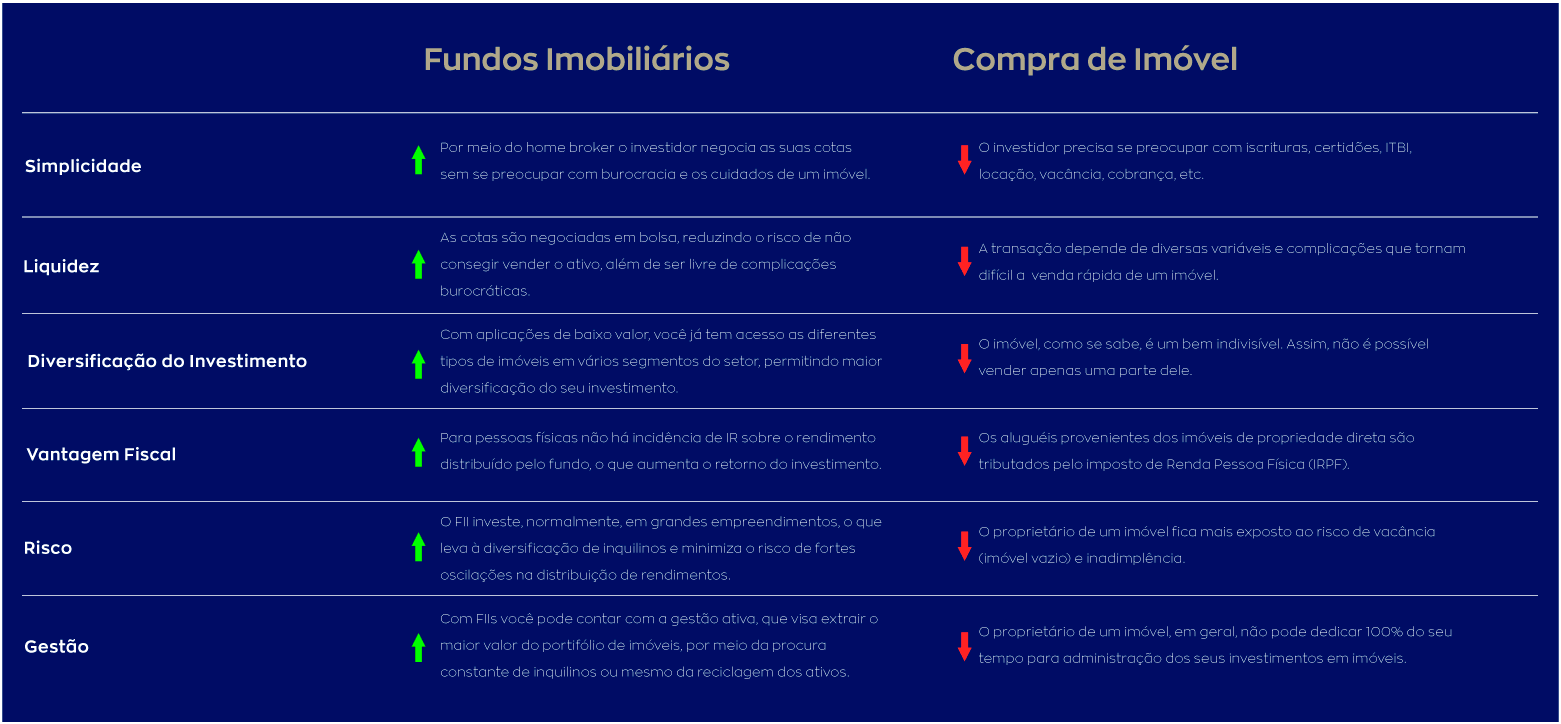 Fundos Imobiliários
Compra de Imóvel
Simplicidade
Por meio do home broker o investidor negocia as suas cotas
sem se preocupar com burocracia e os cuidados de um imóvel.
O investidor precisa se preocupar com iscrituras, certidões, ITBI,
locação, vacância, cobrança, etc.
Liquidez
As cotas são negociadas em bolsa, reduzindo o risco de não
consegir vender o ativo, além de ser livre de complicações
burocráticas.
A transação depende de diversas variáveis e complicações que tornam
difícil a venda rápida de um imóvel.
Diversificação do Investimento
Com aplicações de baixo valor, você já tem acesso as diferentes
tipos de imóveis em vários segmentos do setor, permitindo maior
diversificação do seu investimento.
O imóvel, como se sabe, é um bem indivisível. Assim, não é possível
vender apenas uma parte dele.
Vantagem Fiscal
Para pessoas físicas não há incidência de IR sobre o rendimento
distribuído pelo fundo, o que aumenta o retorno do investimento.
Os aluguéis provenientes dos imóveis de propriedade direta são
tributados pelo imposto de Renda Pessoa Física (IRPF).
Risco
O FII investe, normalmente, em grandes empreendimentos, o que
leva à diversificação de inquilinos e minimiza o risco de fortes
oscilações na distribuição de rendimentos.
O proprietário de um imóvel fica mais exposto ao risco de vacância
(imóvel vazio) e inadimplência.
Gestão
Com FIIs você pode contar com a gestão ativa, que visa extrair o
maior valor do portifólio de imóveis, por meio da procura
constante de inquilinos ou mesmo da reciclagem dos ativos.
O proprietário de um imóvel, em geral, não pode dedicar 100% do seu
tempo para administração dos seus investimentos em imóveis.